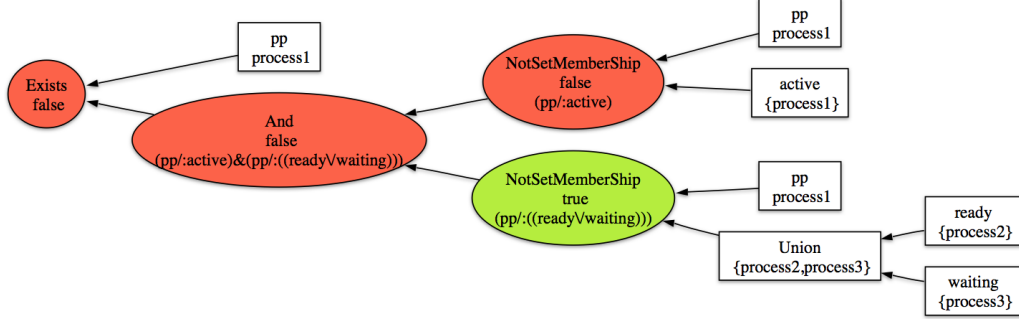 Exists
false
pp
process1
And
false
(pp/:active)&(pp/:((ready\/waiting)))
NotSetMemberShip
false
(pp/:active)
pp
process1
active
{process1}
NotSetMemberShip
true
(pp/:((ready\/waiting)))
pp
process1
Union
{process2,process3}
ready
{process2}
waiting
{process3}